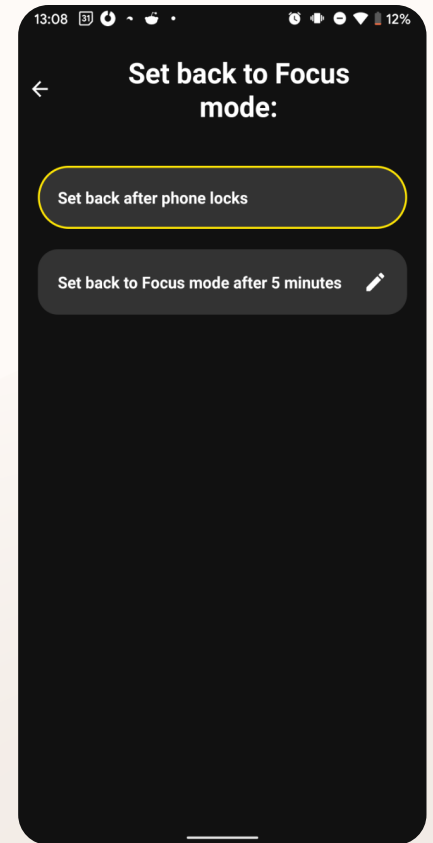 13:08 31 12%
Set back to Focus
mode:
Set back after phone locks
Set back to Focus mode after 5 minutes